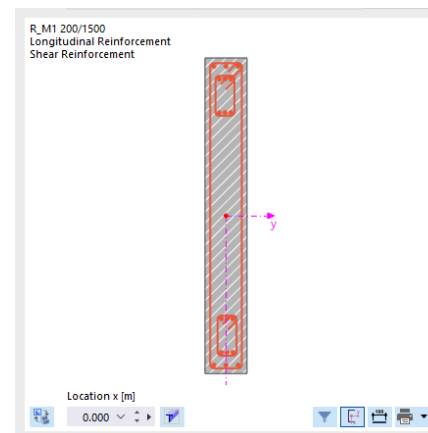 R_M1 200/1500
Longitudinal Reinforcement
Shear Reinforcement
y
Location x [m]
0.000